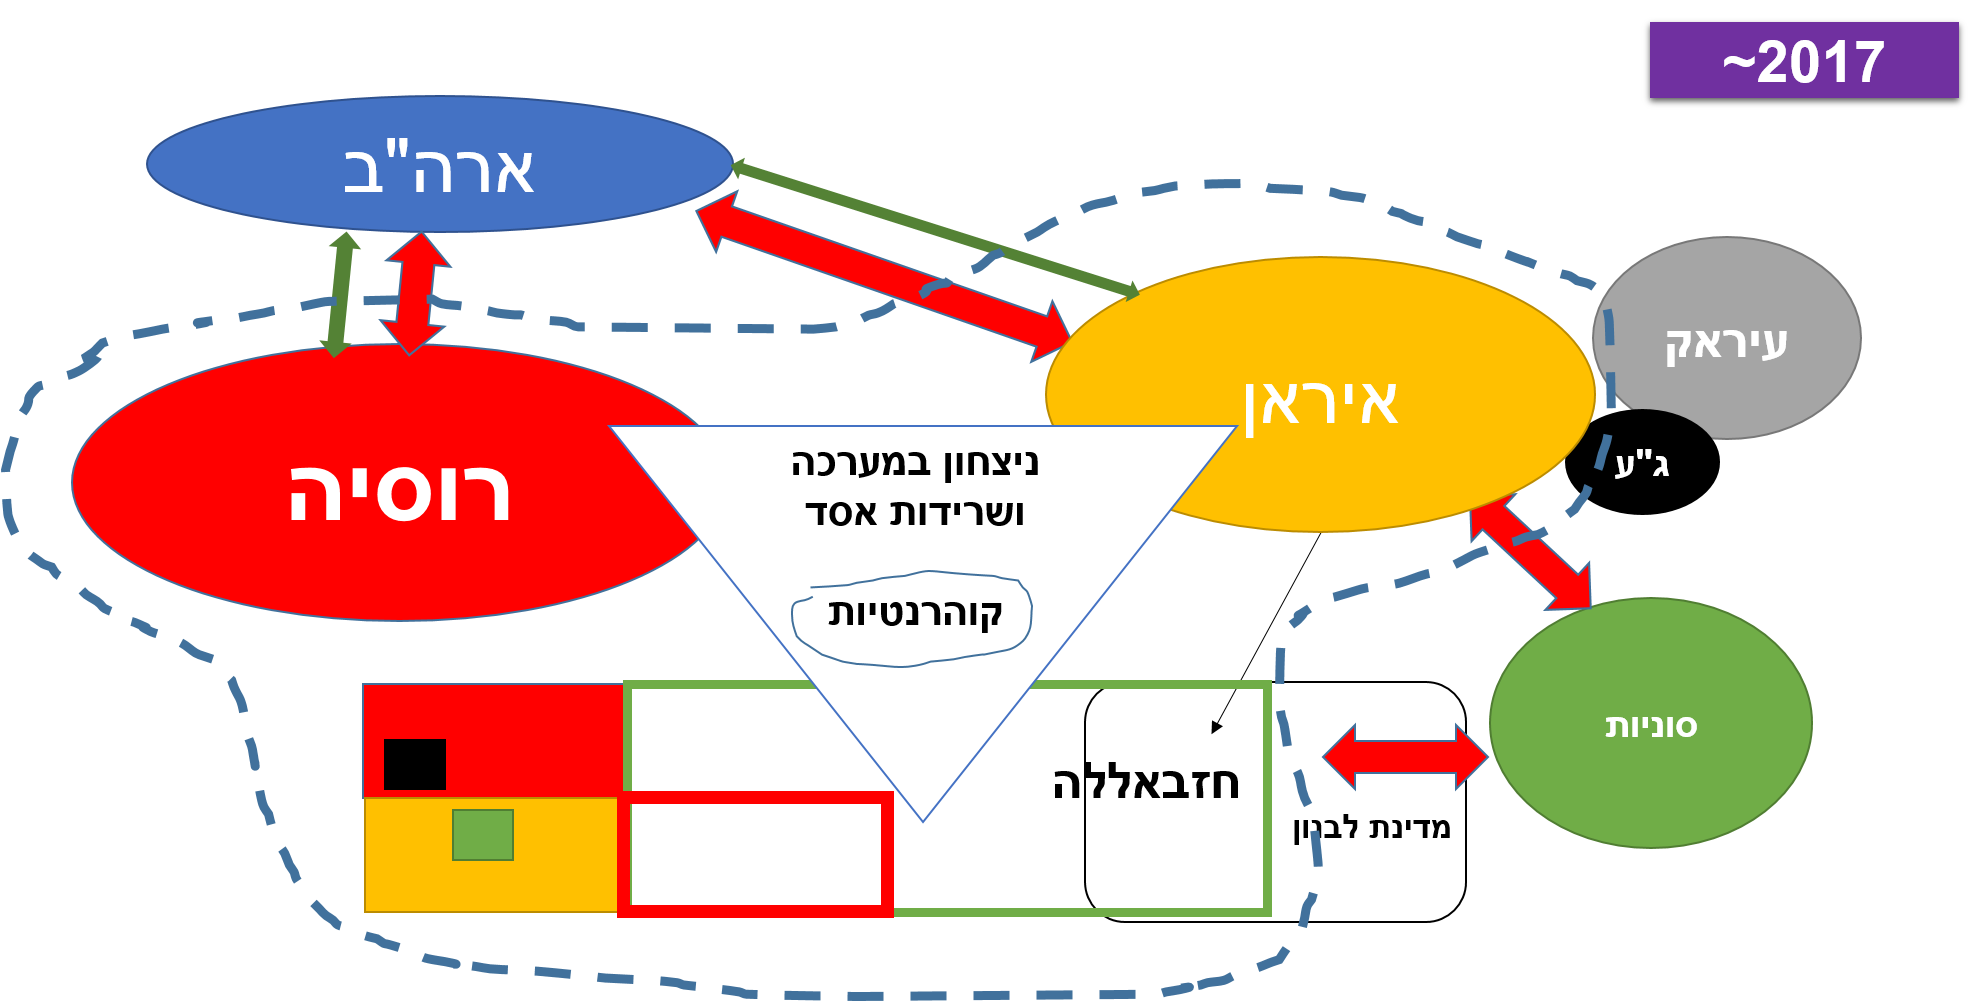 ~2017
ארה"ב
עיראק
איראן
ג"ע
רוסיה
ניצחון במערכה
ושרידות אסד
קוהרנטיות
סוניות
חזבאללה
מדינת לבנון